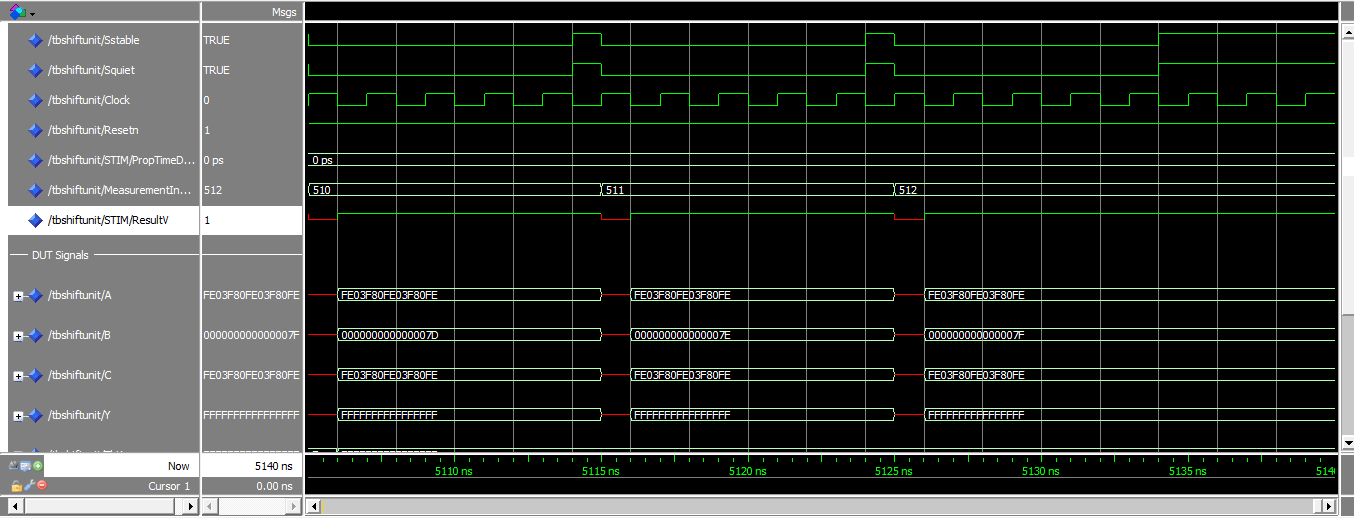 Msgs
/tbshiftunit/Sstable TRUE
/tbshiftunit/Squiet TRUE
/tbshiftunit/Clock 0
/tbshiftunit/Resetn 1
/tbshiftunit/STIM/PropTimeD... 0 ps 0 ps
/tbshiftunit/MeasurementIn... 512 510 511 512
/tbshiftunit/STIM/ResultV 1
DUT Signals
/tbshiftunit/A FE03F80FE03F80FE FE03F80FE03F80FE FE03F80FE03F80FE FE03F80FE03F80FE
/tbshiftunit/B 000000000000007F 000000000000007D 000000000000007E 000000000000007F
/tbshiftunit/C FE03F80FE03F80FE FE03F80FE03F80FE FE03F80FE03F80FE FE03F80FE03F80FE
/tbshiftunit/Y FFFFFFFFFFFFFFFF FFFFFFFFFFFFFFFF FFFFFFFFFFFFFFFF FFFFFFFFFFFFFFFF
Now 5140 ns 5110 ns 5115 ns 5120 ns 5125 ns 5130 ns 5135 ns 514
Cursor 1 0.00 ns